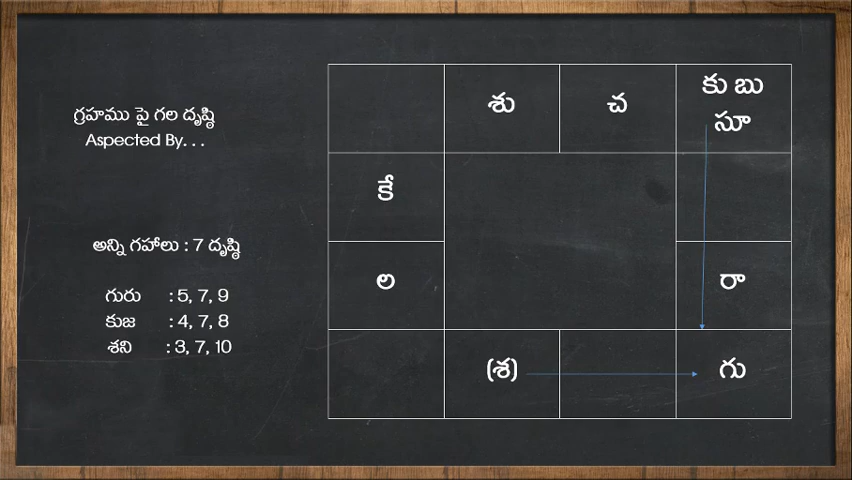 గ్రహము పై గల దృష్ఠి
Aspected By. . .
అన్ని గహాలు : 7 దృష్ఠి
గురు : 5, 7, 9
కుజ : 4, 7, 8
శని : 3, 7, 10
శు
చ
కు బు
సూ
కే
ల
రా
(శ)
గు